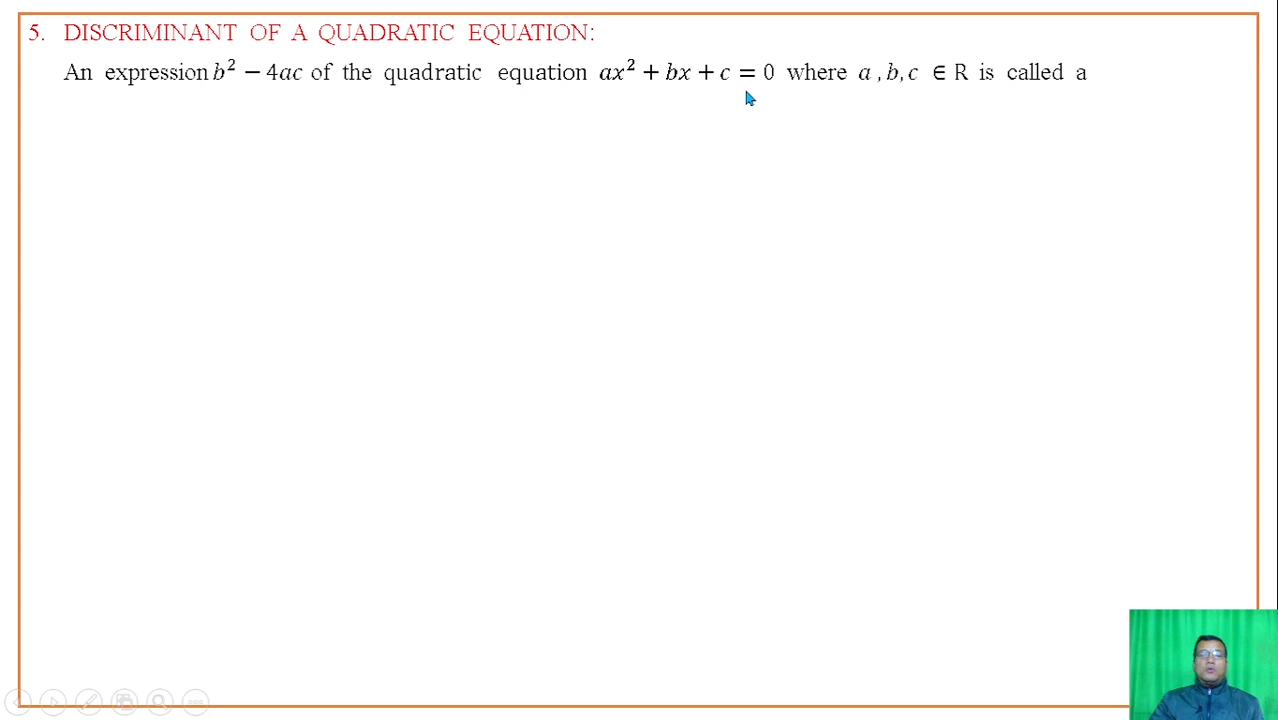 5. DISCRIMINANT OF A QUADRATIC EQUATION:
An expression b² − 4ac of the quadratic equation ax² + bx + c = 0 where a , b, c ∈ R is called a